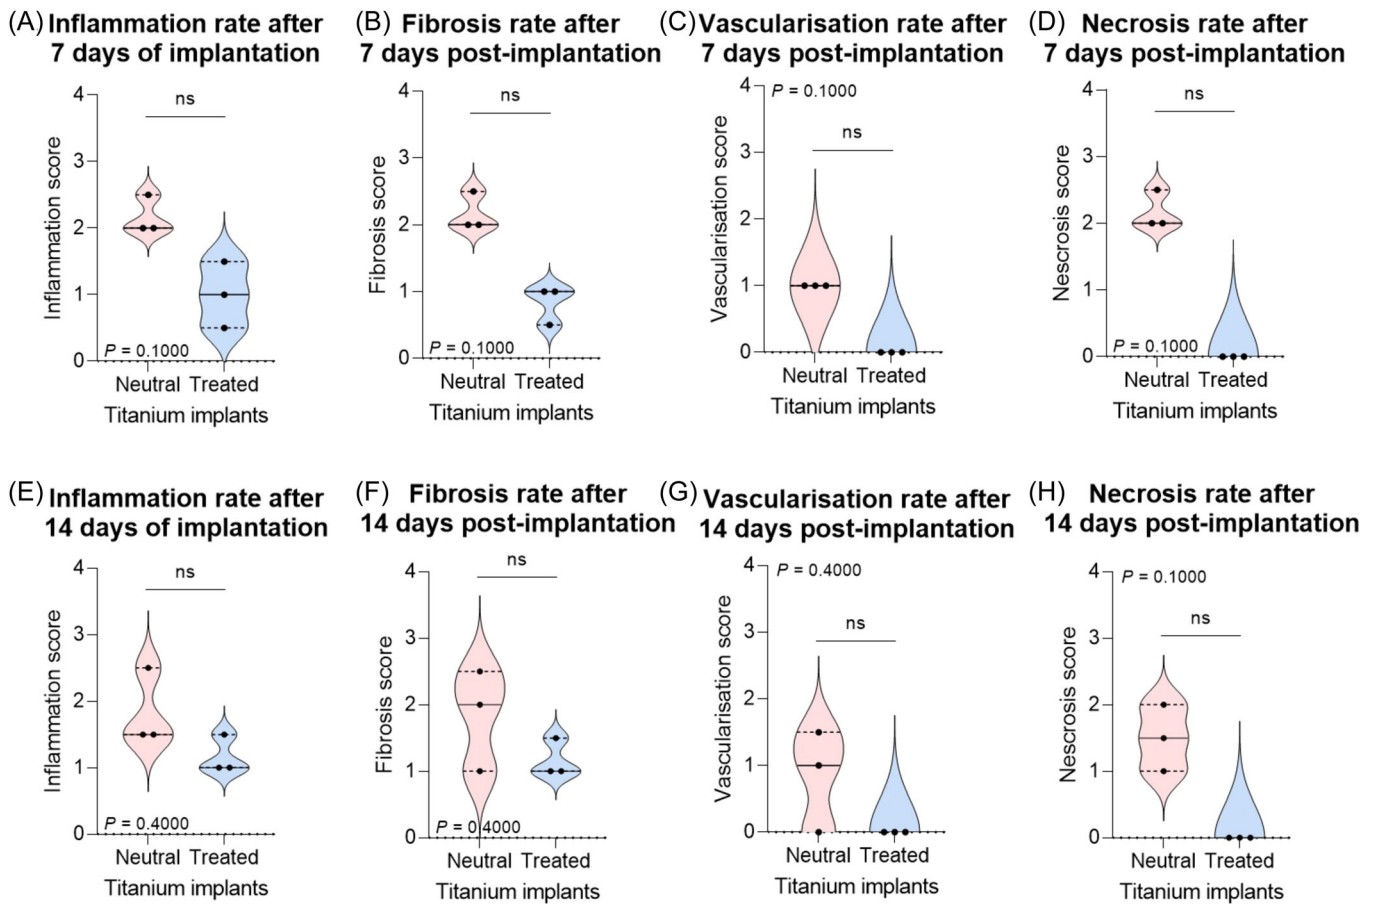 (A) Inflammation rate after
7 days of implantation
4
ns
3
2
1
0
Inflammation score
P = 0.1000
Neutral Treated
Titanium implants
(B) Fibrosis rate after
7 days post-implantation
4
ns
3
2
1
0
Fibrosis score
P = 0.1000
Neutral Treated
Titanium implants
(C) Vascularisation rate after
7 days post-implantation
4
P = 0.1000
ns
3
2
1
0
Vascularisation score
Neutral Treated
Titanium implants
(D) Necrosis rate after
7 days post-implantation
4
ns
3
2
1
0
Nescrosis score
P = 0.1000
Neutral Treated
Titanium implants
(E) Inflammation rate after
14 days of implantation
4
ns
3
2
1
0
Inflammation score
P = 0.4000
Neutral Treated
Titanium implants
(F) Fibrosis rate after
14 days post-implantation
ns
4
3
2
1
0
Fibrosis score
P = 0.4000
Neutral Treated
Titanium implants
(G) Vascularisation rate after
14 days post-implantation
4
P = 0.4000
ns
3
2
1
0
Vascularisation score
Neutral Treated
Titanium implants
(H) Necrosis rate after
14 days post-implantation
4
P = 0.1000
ns
3
2
1
0
Nescrosis score
Neutral Treated
Titanium implants